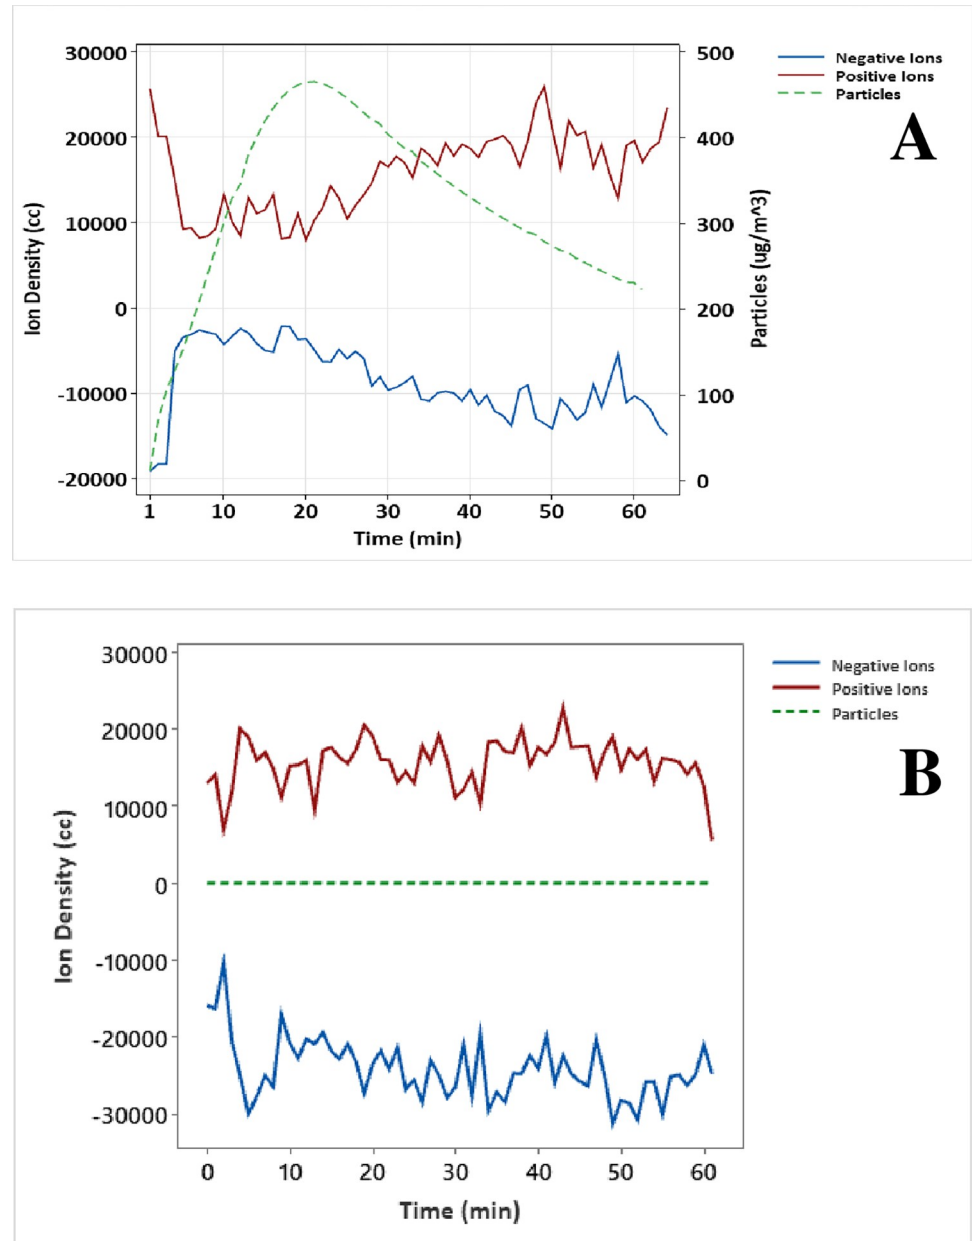 30000
20000
10000
0
-10000
-20000
Ion Density (cc)
500
400
300
200
100
0
Particles (ug/m^3)
1 10 20 30 40 50 60
Time (min)
Negative Ions
Positive Ions
Particles
A
30000
20000
10000
0
-10000
-20000
-30000
Ion Density (cc)
0 10 20 30 40 50 60
Time (min)
Negative Ions
Positive Ions
Particles
B